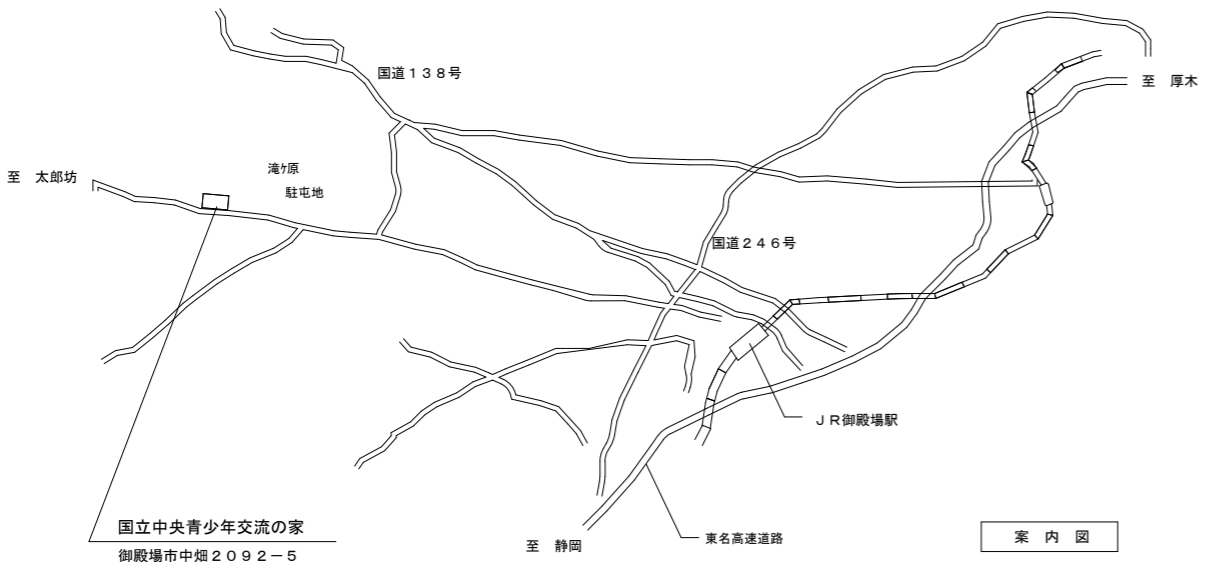 国道１３８号
至　厚木
滝ｹ原
駐屯地
至　太郎坊
国道２４６号
ＪＲ御殿場駅
国立中央青少年交流の家
御殿場市中畑２０９２－５
至　静岡
東名高速道路
案　内　図